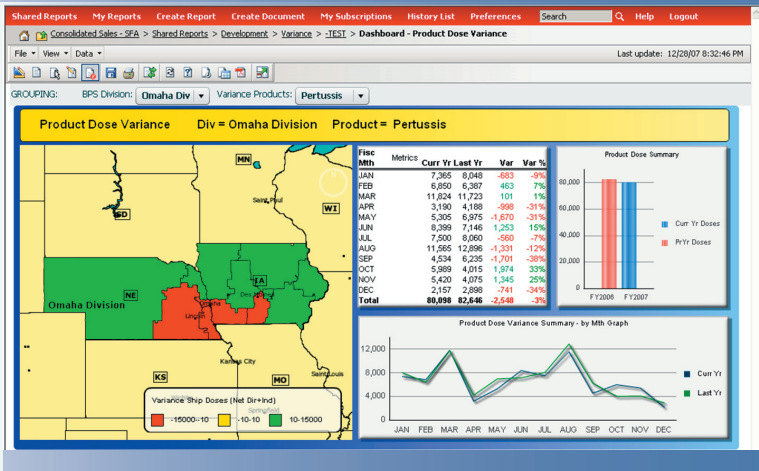 Shared Reports My Reports Create Report Create Document My Subscriptions History List Preferences Search Help Logout
Consolidated Sales - SFA > Shared Reports > Development > Variance > -TEST > Dashboard - Product Dose Variance
File View Data Last update: 12/28/07 8:32:46 PM
GROUPING: BPS Division: Omaha Div Variance Products: Pertussis
Product Dose Variance Div = Omaha Division Product = Pertussis
MN
Saint Paul
WI
SD
IA
Des
NE
Omaha
Omaha Division
Lincoln
Kansas City
KS
MO
Saint Louis
Springfield
Variance Ship Doses (Net Dir+Ind)
-15000--10 -10-10 10-15000
Fisc Mth Metrics Curr Yr Last Yr Var Var %
JAN 7,365 8,048 -683 -9%
FEB 6,850 6,387 463 7%
MAR 11,824 11,723 101 1%
APR 3,190 4,188 -998 -31%
MAY 5,305 6,975 -1,670 -31%
JUN 8,399 7,146 1,253 15%
JUL 7,500 8,060 -560 -7%
AUG 11,565 12,896 -1,331 -12%
SEP 4,534 6,235 -1,701 -38%
OCT 5,989 4,015 1,974 33%
NOV 5,420 4,075 1,345 25%
DEC 2,157 2,898 -741 -34%
Total 80,098 82,646 -2,548 -3%
Product Dose Summary
80,000
60,000
40,000
20,000
0
FY2006 FY2007
Curr Yr Doses
PrYr Doses
Product Dose Variance Summary - by Mth Graph
12,000
8,000
4,000
0
JAN FEB MAR APR MAY JUN JUL AUG SEP OCT NOV DEC
Curr Yr
Last Yr